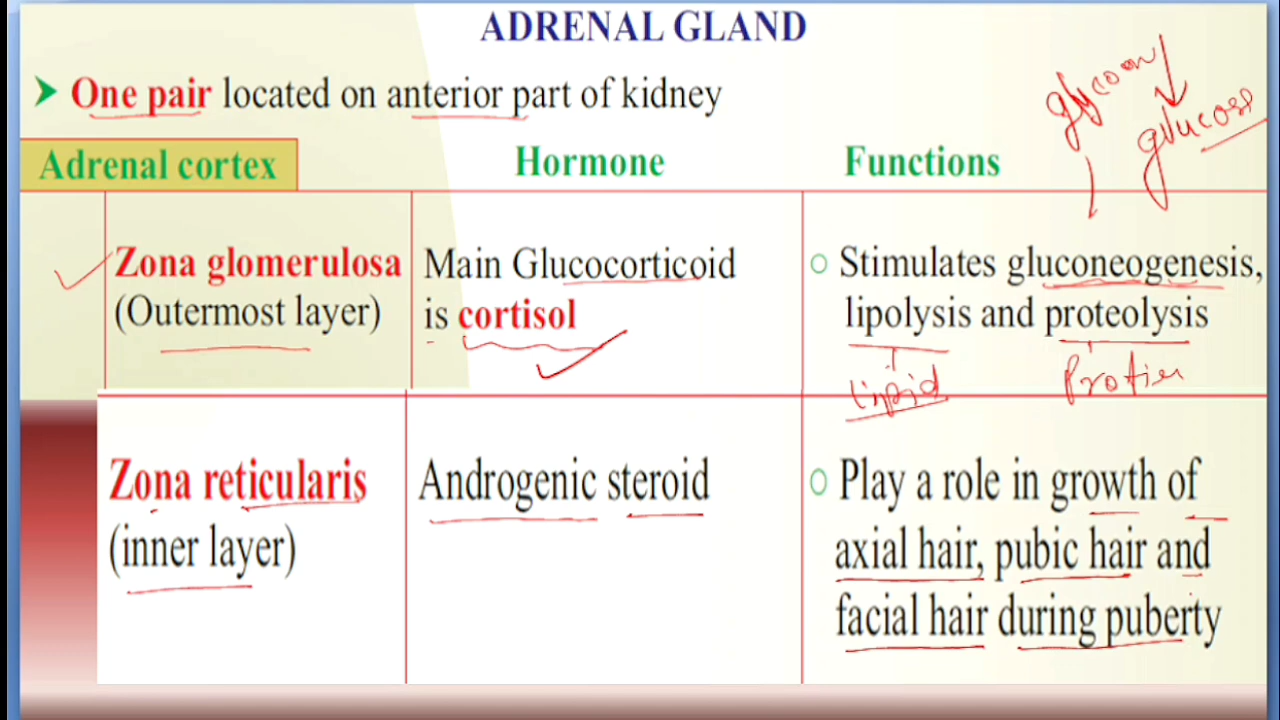 ADRENAL GLAND
One pair located on anterior part of kidney
glycogen
glucose
Adrenal cortex Hormone Functions
Zona glomerulosa
(Outermost layer)
Main Glucocorticoid
is cortisol
Stimulates gluconeogenesis,
lipolysis and proteolysis
lipid
Zona reticularis
(inner layer)
Androgenic steroid
Play a role in growth of
axial hair, pubic hair and
facial hair during puberty